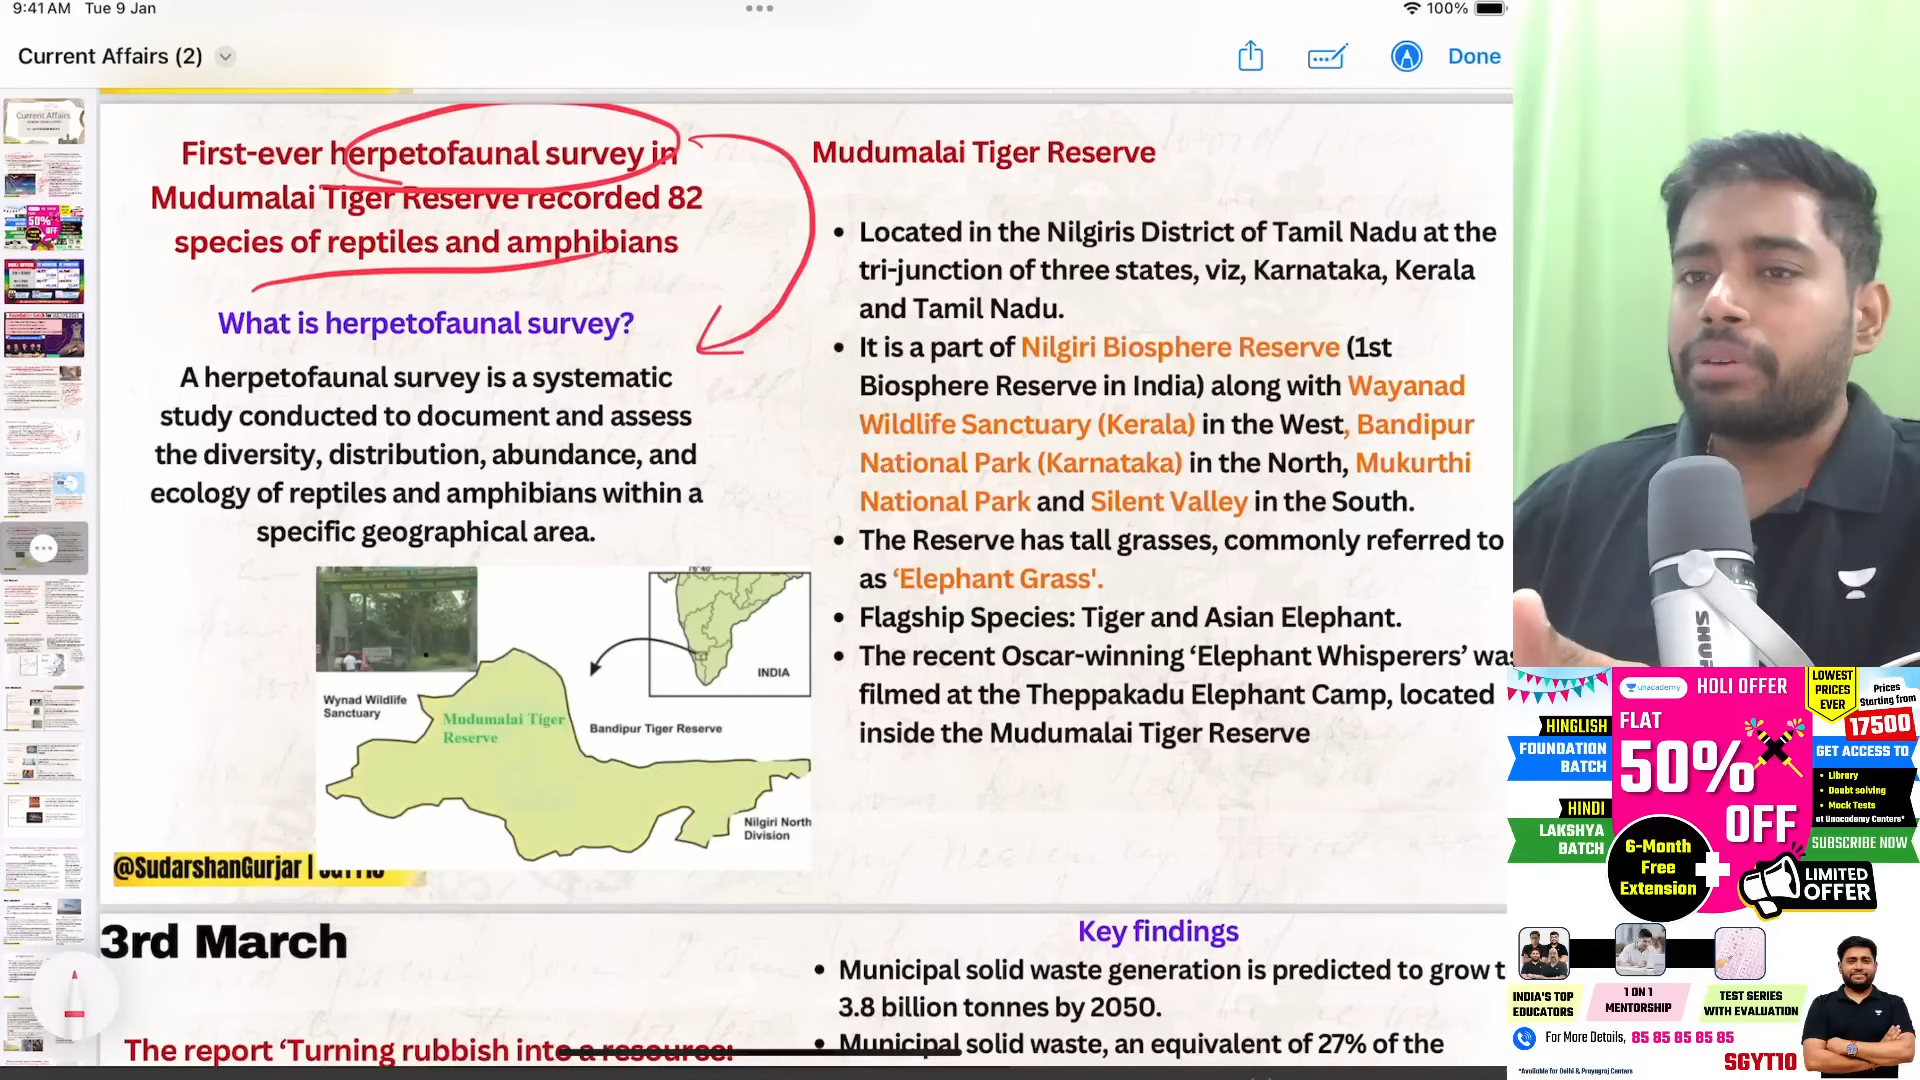 9:41 AM Tue 9 Jan
100%
Current Affairs (2)
Done
First-ever herpetofaunal survey in
Mudumalai Tiger Reserve recorded 82
species of reptiles and amphibians
What is herpetofaunal survey?
A herpetofaunal survey is a systematic
study conducted to document and assess
the diversity, distribution, abundance, and
ecology of reptiles and amphibians within a
specific geographical area.
76°40'
INDIA
Wynad Wildlife
Sanctuary
Mudumalai Tiger
Reserve
Bandipur Tiger Reserve
Nilgiri North
Division
@SudarshanGurjar | SGYT10
Mudumalai Tiger Reserve
• Located in the Nilgiris District of Tamil Nadu at the
tri-junction of three states, viz, Karnataka, Kerala
and Tamil Nadu.
• It is a part of Nilgiri Biosphere Reserve (1st
Biosphere Reserve in India) along with Wayanad
Wildlife Sanctuary (Kerala) in the West, Bandipur
National Park (Karnataka) in the North, Mukurthi
National Park and Silent Valley in the South.
• The Reserve has tall grasses, commonly referred to
as ‘Elephant Grass'.
• Flagship Species: Tiger and Asian Elephant.
• The recent Oscar-winning ‘Elephant Whisperers’ was
filmed at the Theppakadu Elephant Camp, located
inside the Mudumalai Tiger Reserve
3rd March
The report ‘Turning rubbish into a resource:
Key findings
• Municipal solid waste generation is predicted to grow t
3.8 billion tonnes by 2050.
• Municipal solid waste, an equivalent of 27% of the
SHUR
unacademy
HOLI OFFER
LOWEST
PRICES
EVER
Prices
Starting from
17500
HINGLISH
FOUNDATION
BATCH
HINDI
LAKSHYA
BATCH
FLAT
50%
OFF
6-Month
Free
Extension
+
GET ACCESS TO
• Library
• Doubt solving
• Mock Tests
at Unacademy Centers*
SUBSCRIBE NOW
LIMITED
OFFER
INDIA'S TOP
EDUCATORS
1 ON 1
MENTORSHIP
TEST SERIES
WITH EVALUATION
For More Details, 85 85 85 85 85
SGYT10
*Available for Delhi & Prayagraj Centers